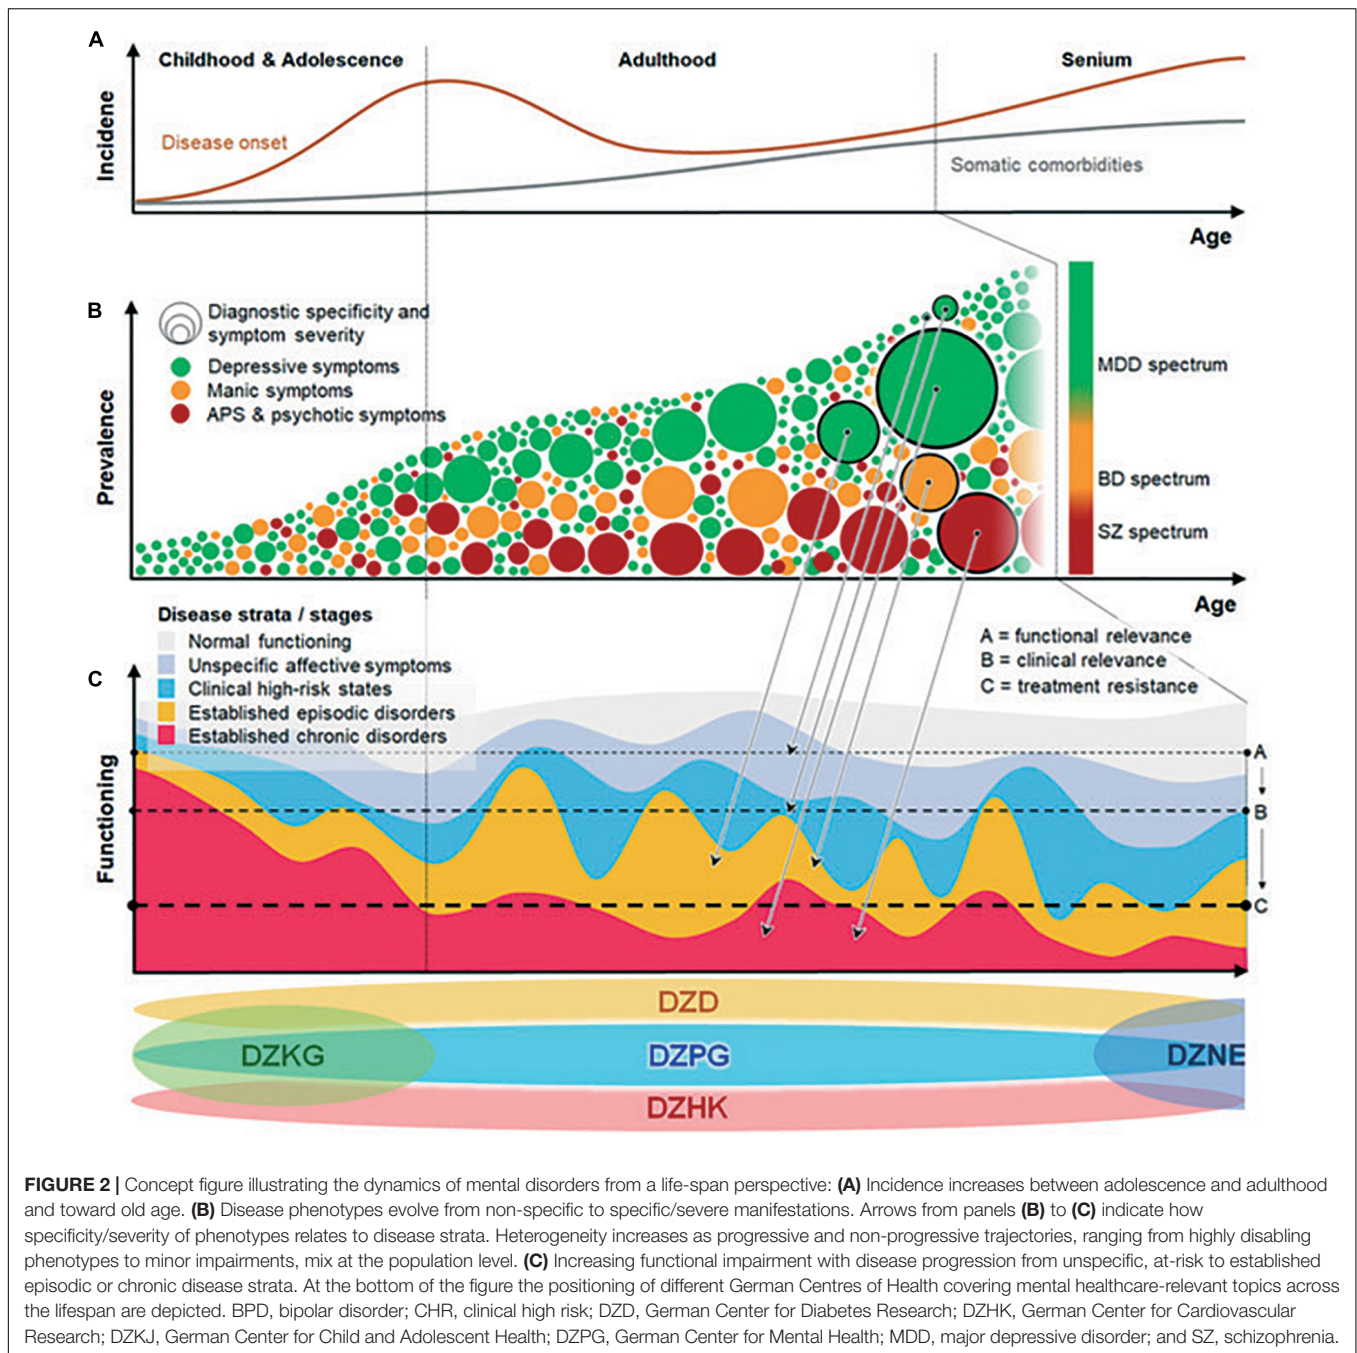 A
Childhood & Adolescence
Adulthood
Senium
Incidene
Disease onset
Somatic comorbidities
Age
B
Prevalence
Diagnostic specificity and
symptom severity
Depressive symptoms
Manic symptoms
APS & psychotic symptoms
MDD spectrum
BD spectrum
SZ spectrum
Age
C
Functioning
Disease strata / stages
Normal functioning
Unspecific affective symptoms
Clinical high-risk states
Established episodic disorders
Established chronic disorders
A = functional relevance
B = clinical relevance
C = treatment resistance
A
B
C
DZD
DZKG
DZPG
DZNE
DZHK
FIGURE 2 | Concept figure illustrating the dynamics of mental disorders from a life-span perspective: (A) Incidence increases between adolescence and adulthood
and toward old age. (B) Disease phenotypes evolve from non-specific to specific/severe manifestations. Arrows from panels (B) to (C) indicate how
specificity/severity of phenotypes relates to disease strata. Heterogeneity increases as progressive and non-progressive trajectories, ranging from highly disabling
phenotypes to minor impairments, mix at the population level. (C) Increasing functional impairment with disease progression from unspecific, at-risk to established
episodic or chronic disease strata. At the bottom of the figure the positioning of different German Centres of Health covering mental healthcare-relevant topics across
the lifespan are depicted. BPD, bipolar disorder; CHR, clinical high risk; DZD, German Center for Diabetes Research; DZHK, German Center for Cardiovascular
Research; DZKJ, German Center for Child and Adolescent Health; DZPG, German Center for Mental Health; MDD, major depressive disorder; and SZ, schizophrenia.